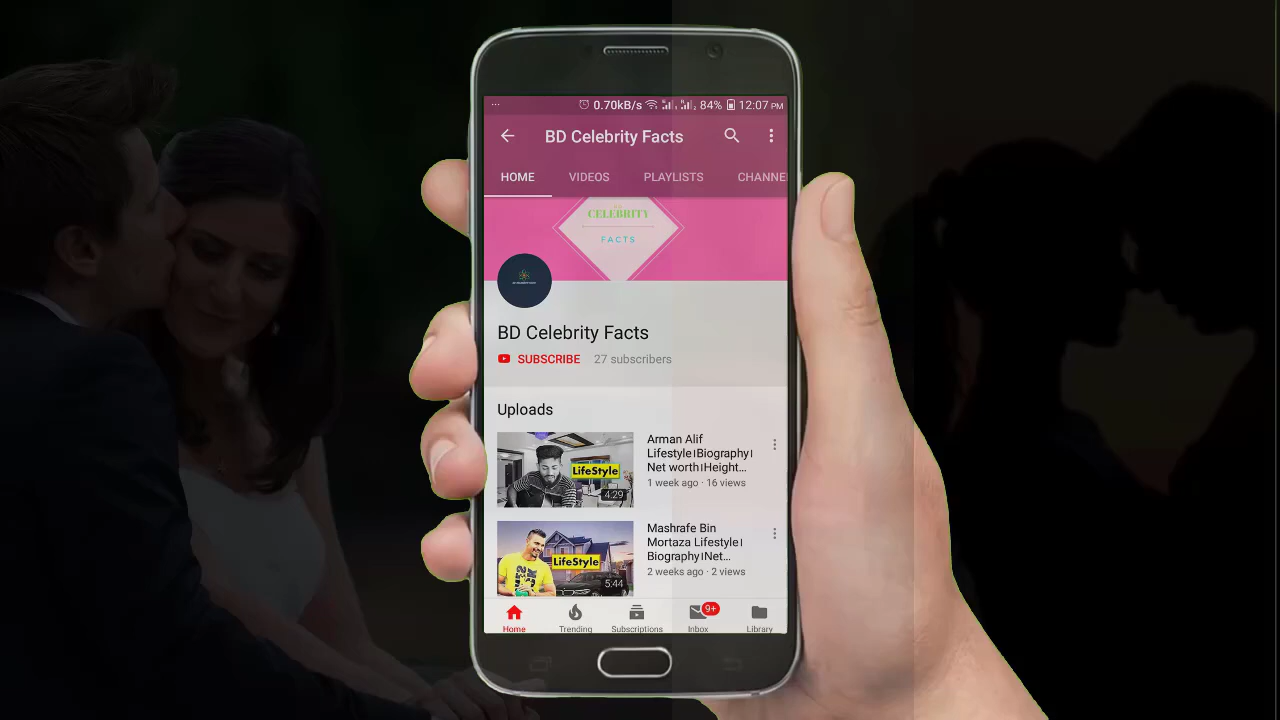 0.70kB/s 84% 12:07 PM
BD Celebrity Facts
HOME VIDEOS PLAYLISTS CHANNE
CELEBRITY
FACTS
BD Celebrity Facts
SUBSCRIBE 27 subscribers
Uploads
Arman Alif
Lifestyle।Biography।
Net worth।Height...
1 week ago · 16 views
LifeStyle
4:29
Mashrafe Bin
Mortaza Lifestyle।
Biography।Net...
2 weeks ago · 2 views
LifeStyle
5:44
9+
Home Trending Subscriptions Inbox Library